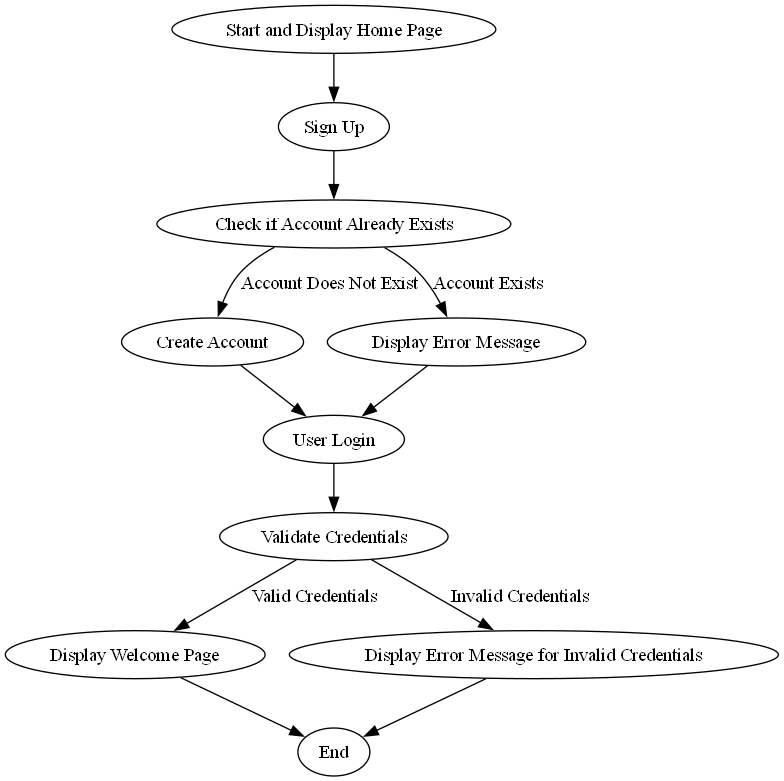 Start and Display Home Page
Sign Up
Check if Account Already Exists
Account Does Not Exist
Account Exists
Create Account
Display Error Message
User Login
Validate Credentials
Valid Credentials
Invalid Credentials
Display Welcome Page
Display Error Message for Invalid Credentials
End